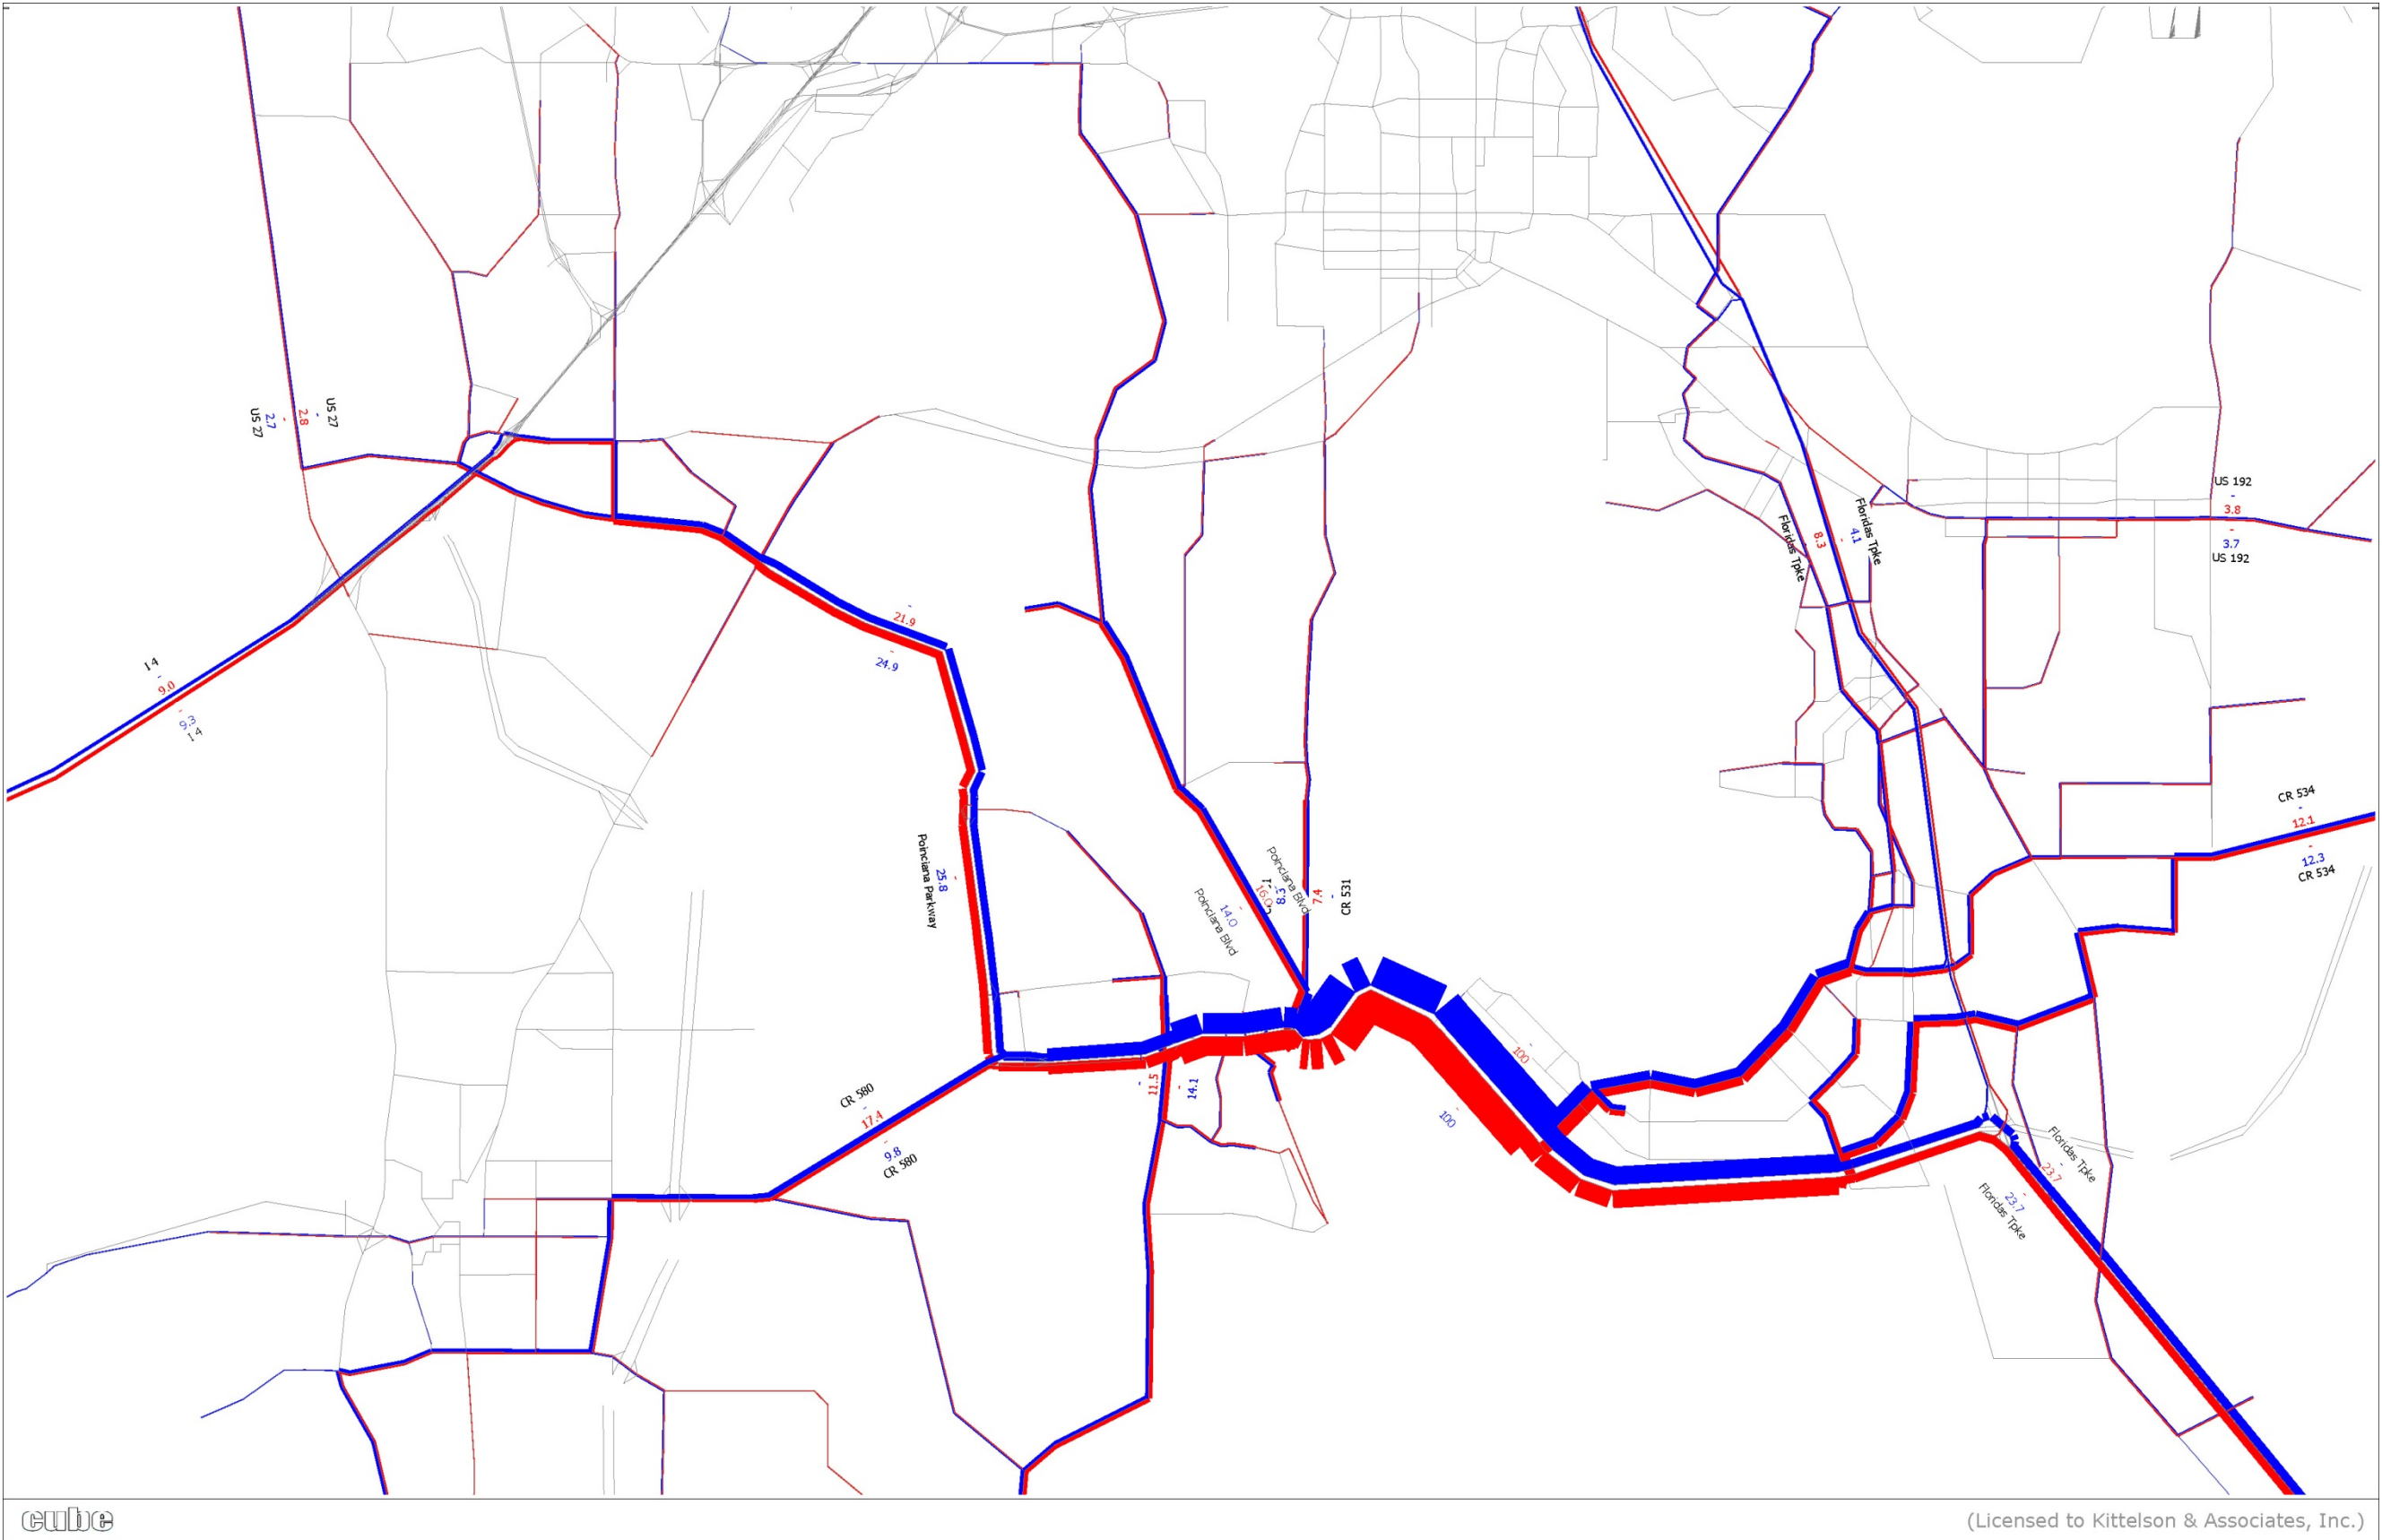 US 27
2.8
2.7
US 27
US 192
3.8
3.7
US 192
Floridas Tpke
4.1
8.3
Floridas Tpke
21.9
24.9
I 4
9.0
9.3
I 4
CR 534
12.1
12.3
CR 534
Poinciana Parkway
25.8
Poinciana Blvd
16.0
14.0
Poinciana Blvd
8.3
7.4
CR 531
100
100
11.5
14.1
CR 580
17.4
9.8
CR 580
Floridas Tpke
23.7
23.7
Floridas Tpke
cube
(Licensed to Kittelson & Associates, Inc.)